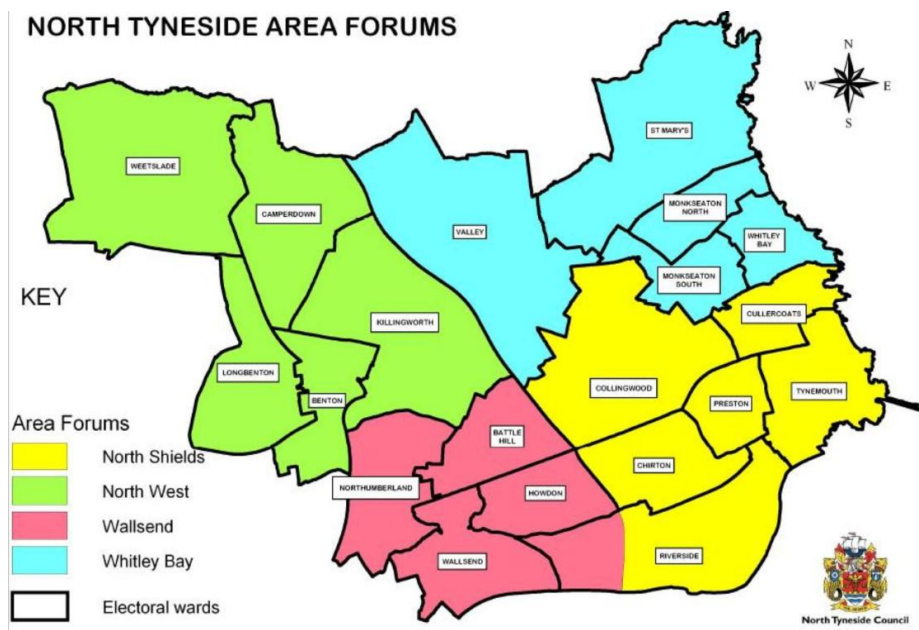 NORTH TYNESIDE AREA FORUMS
N
W
E
S
ST MARY'S
WEETSLADE
MONKSEATON
NORTH
CAMPERDOWN
VALLEY
WHITLEY
BAY
MONKSEATON
SOUTH
KEY
CULLERCOATS
KILLINGWORTH
LONGBENTON
COLLINGWOOD
TYNEMOUTH
BENTON
PRESTON
Area Forums
BATTLE
HILL
North Shields
CHIRTON
North West
NORTHUMBERLAND
HOWDON
Wallsend
Whitley Bay
WALLSEND
RIVERSIDE
Electoral wards
North Tyneside Council